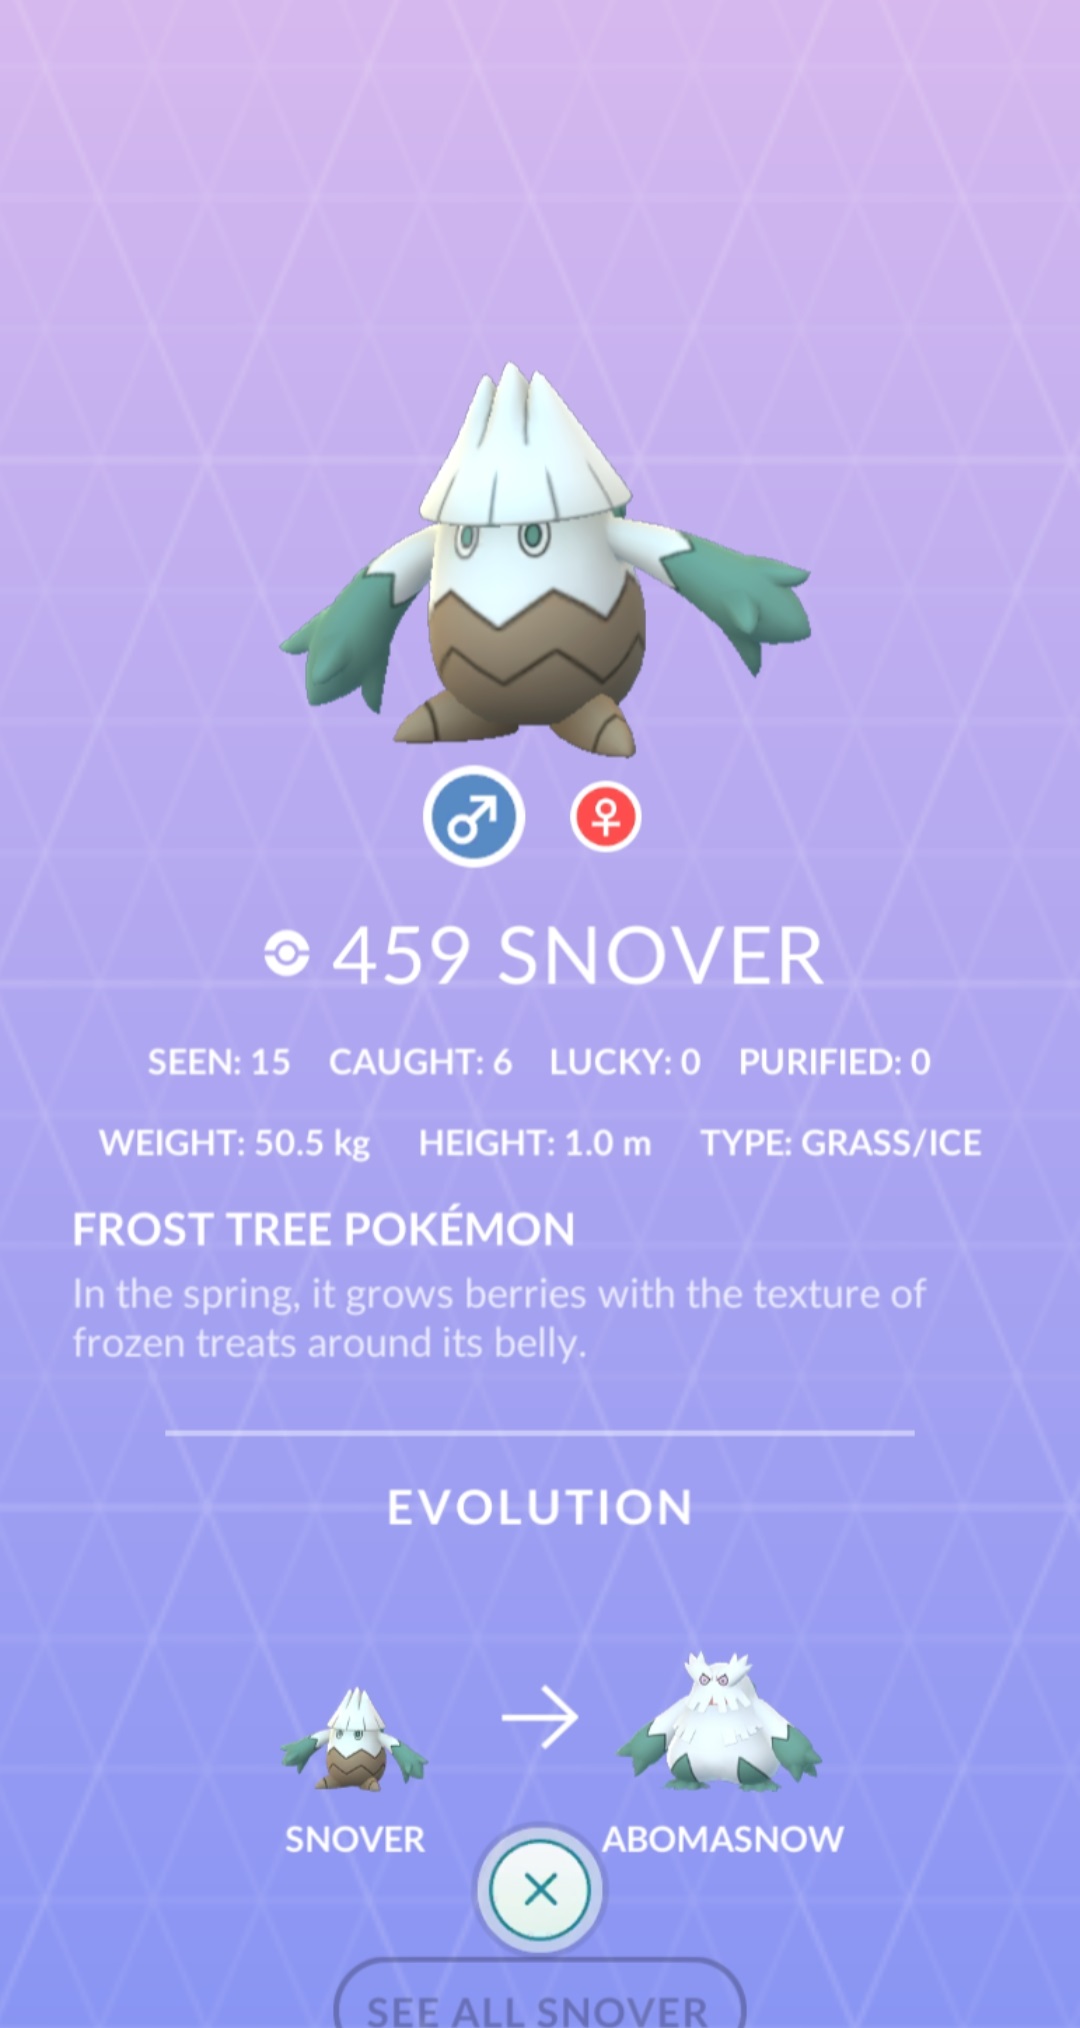 459 SNOVER
SEEN: 15 CAUGHT: 6 LUCKY: 0 PURIFIED: 0
WEIGHT: 50.5 kg HEIGHT: 1.0 m TYPE: GRASS/ICE
FROST TREE POKÉMON
In the spring, it grows berries with the texture of
frozen treats around its belly.
EVOLUTION
SNOVER ABOMASNOW
SEE ALL SNOVER